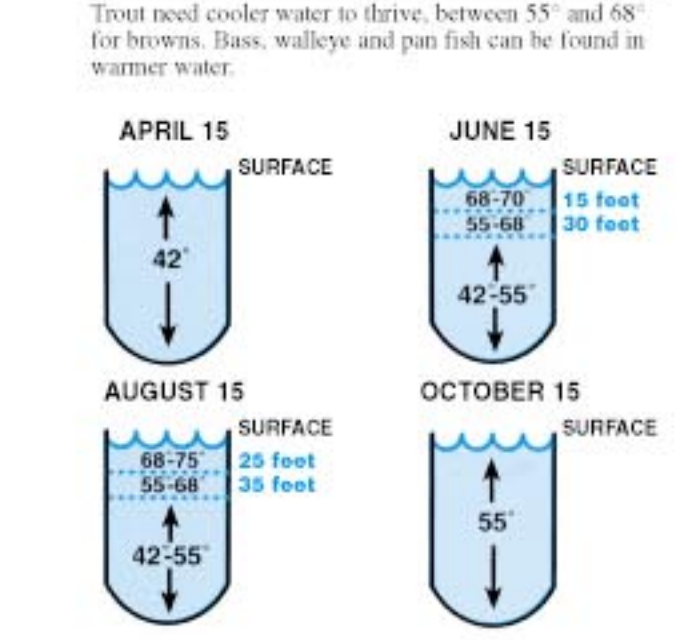 Trout need cooler water to thrive, between 55° and 68°
for browns. Bass, walleye and pan fish can be found in
warmer water.
APRIL 15
SURFACE
42°
JUNE 15
SURFACE
68°-70° 15 feet
55°-68° 30 feet
42°-55°
AUGUST 15
SURFACE
68°-75° 25 feet
55°-68° 35 feet
42°-55°
OCTOBER 15
SURFACE
55°